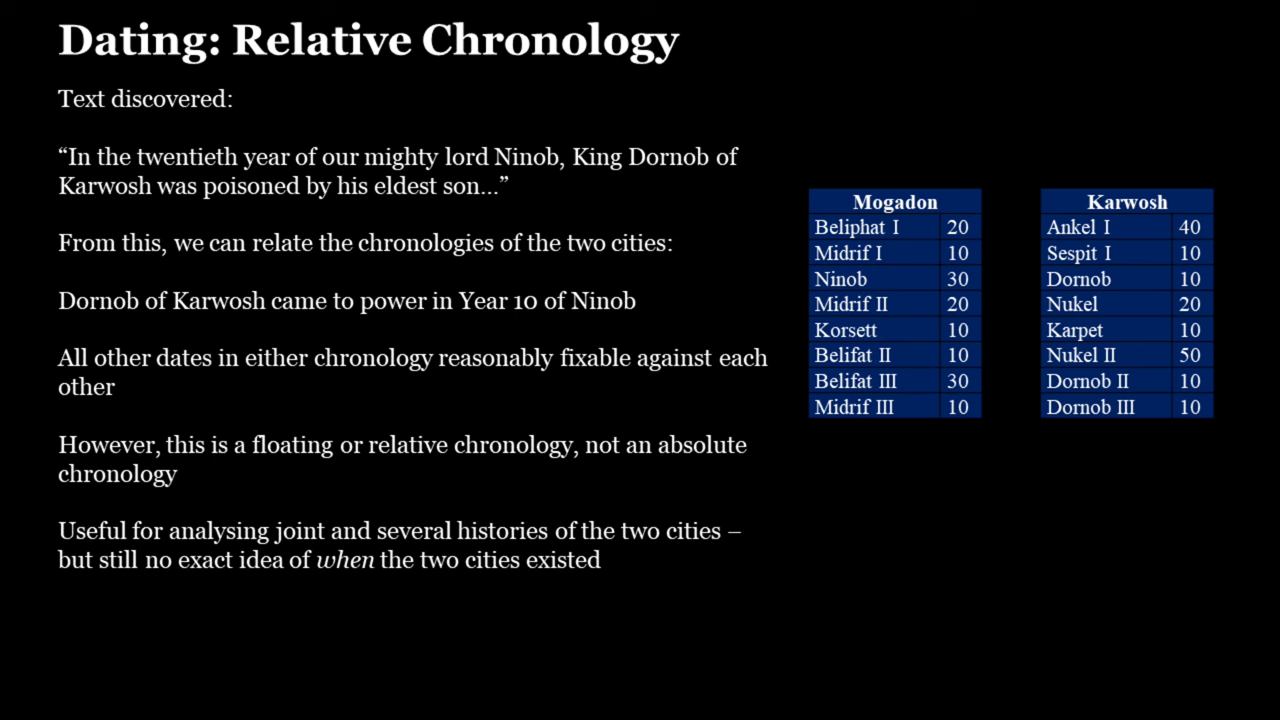 Dating: Relative Chronology
Text discovered:
“In the twentieth year of our mighty lord Ninob, King Dornob of
Karwosh was poisoned by his eldest son…”
From this, we can relate the chronologies of the two cities:
Dornob of Karwosh came to power in Year 10 of Ninob
All other dates in either chronology reasonably fixable against each
other
However, this is a floating or relative chronology, not an absolute
chronology
Useful for analysing joint and several histories of the two cities –
but still no exact idea of when the two cities existed
Mogadon
Beliphat I 20
Midrif I 10
Ninob 30
Midrif II 20
Korsett 10
Belifat II 10
Belifat III 30
Midrif III 10
Karwosh
Ankel I 40
Sespit I 10
Dornob 10
Nukel 20
Karpet 10
Nukel II 50
Dornob II 10
Dornob III 10